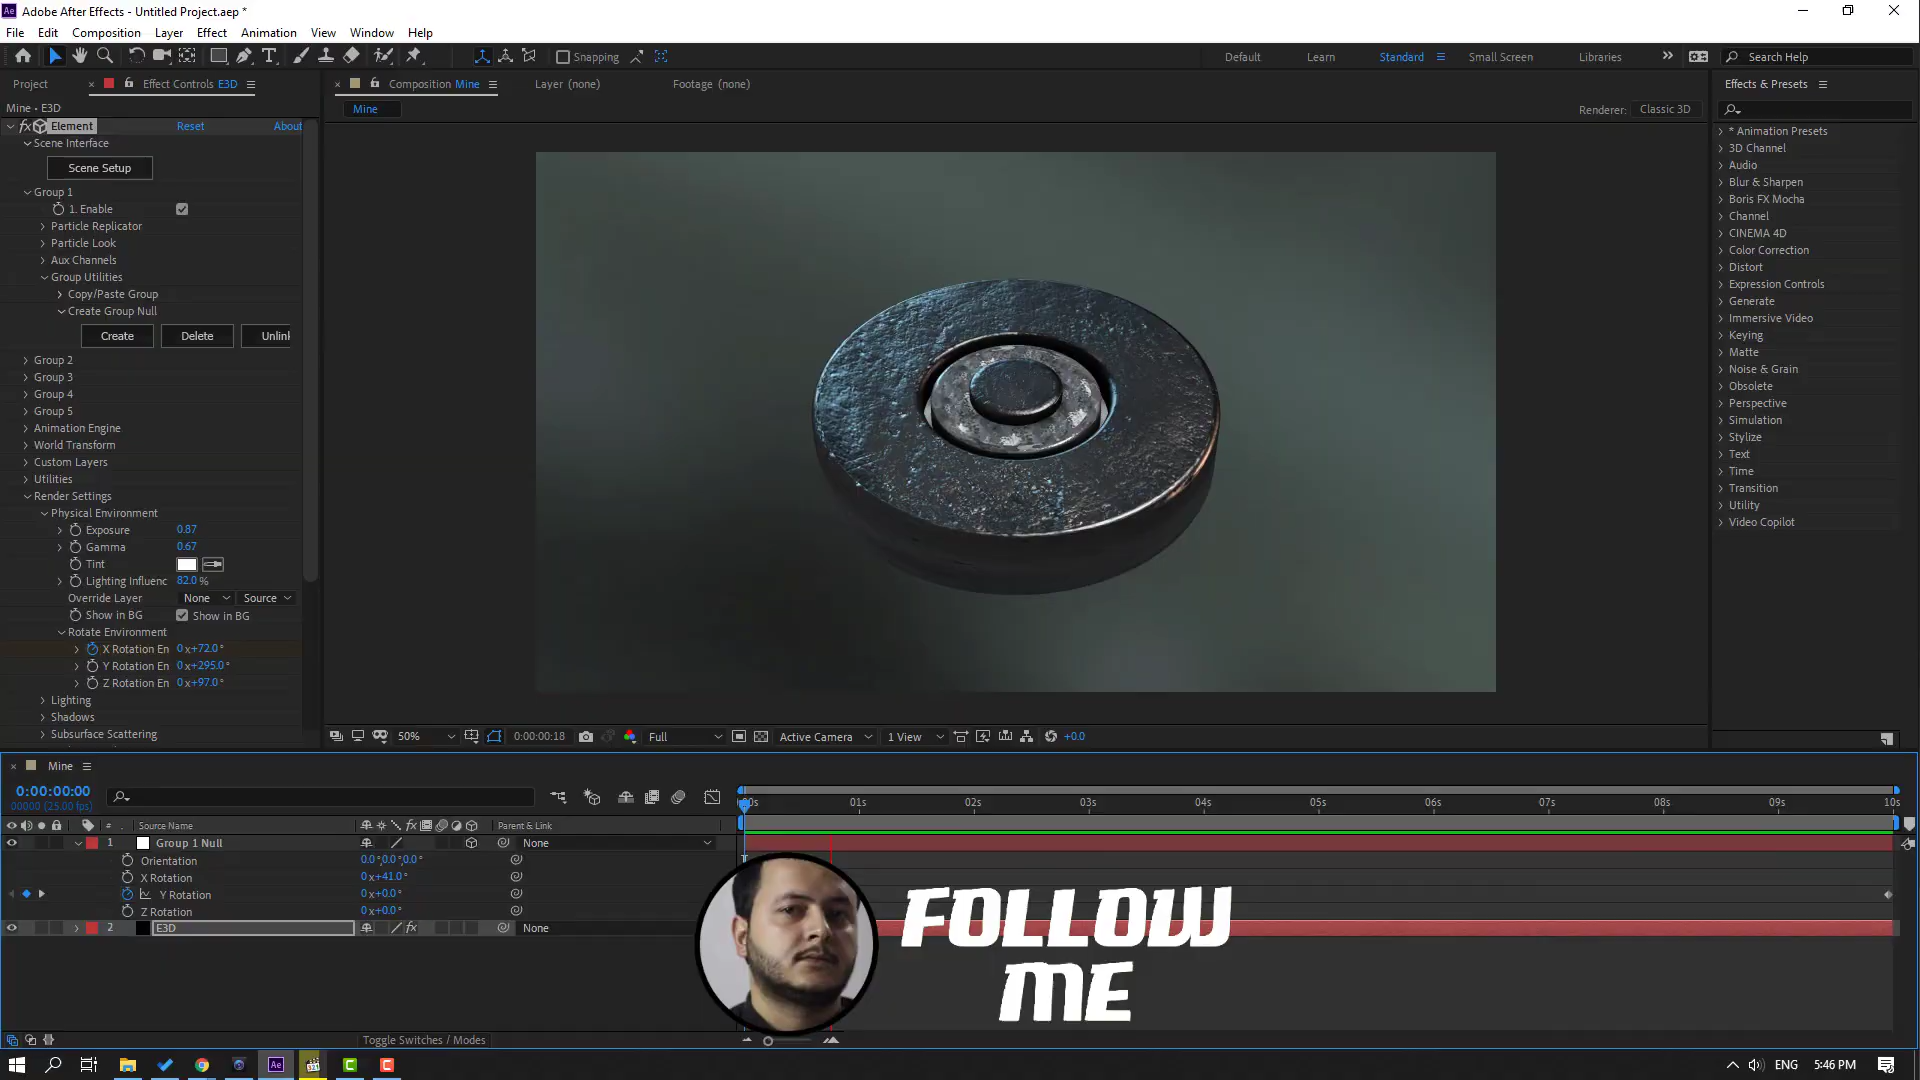 Adobe After Effects - Untitled Project.aep *
File Edit Composition Layer Effect Animation View Window Help
Snapping
Default Learn Standard Small Screen Libraries
Search Help
Project
Effect Controls E3D
Mine • E3D
Element Reset About
Scene Interface
Scene Setup
Group 1
1. Enable
Particle Replicator
Particle Look
Aux Channels
Group Utilities
Copy/Paste Group
Create Group Null
Create Delete Unlink
Group 2
Group 3
Group 4
Group 5
Animation Engine
World Transform
Custom Layers
Utilities
Render Settings
Physical Environment
Exposure 0.87
Gamma 0.67
Tint
Lighting Influenc 82.0 %
Override Layer None Source
Show in BG Show in BG
Rotate Environment
X Rotation En 0 x+72.0°
Y Rotation En 0 x+295.0°
Z Rotation En 0 x+97.0°
Lighting
Shadows
Subsurface Scattering
Composition Mine
Layer (none)
Footage (none)
Mine
Renderer: Classic 3D
50% 0:00:00:18 Full Active Camera 1 View +0.0
Effects & Presets
* Animation Presets
3D Channel
Audio
Blur & Sharpen
Boris FX Mocha
Channel
CINEMA 4D
Color Correction
Distort
Expression Controls
Generate
Immersive Video
Keying
Matte
Noise & Grain
Obsolete
Perspective
Simulation
Stylize
Text
Time
Transition
Utility
Video Copilot
Mine
0:00:00:00
00000 (25.00 fps)
# Source Name Parent & Link
1 Group 1 Null None
Orientation 0.0°,0.0°,0.0°
X Rotation 0 x+41.0°
Y Rotation 0 x+0.0°
Z Rotation 0 x+0.0°
2 E3D None
01s 02s 03s 04s 05s 06s 07s 08s 09s 10s
FOLLOW
ME
Toggle Switches / Modes
Ae
ENG 5:46 PM